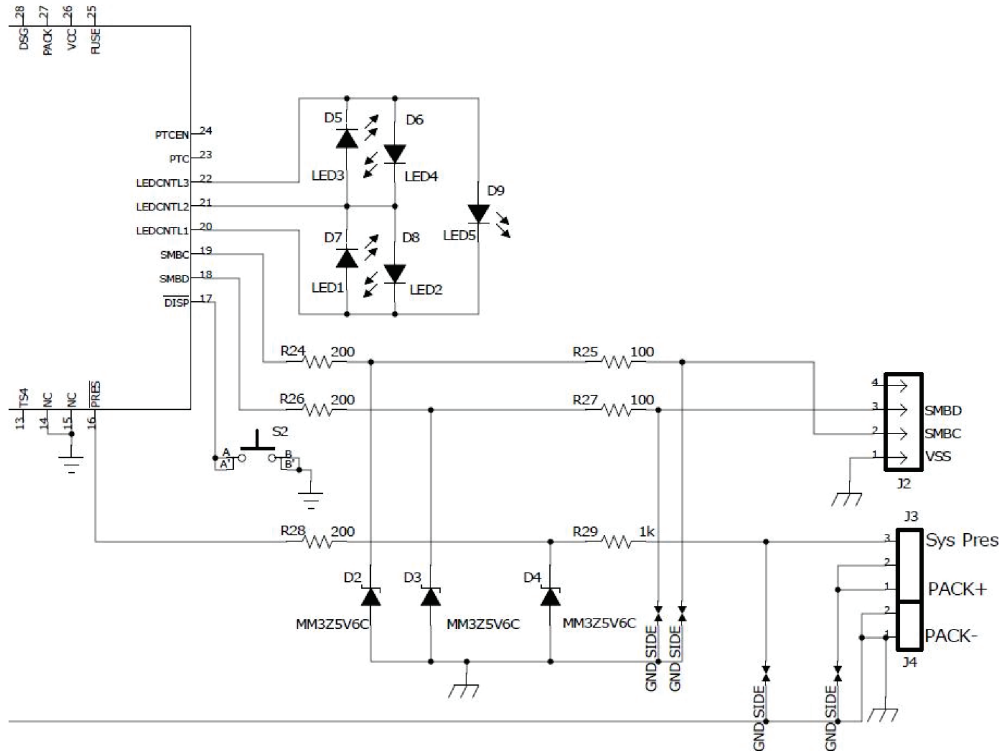 28
27
26
25
DSG
PACK
VCC
FUSE
PTCEN 24
PTC 23
LEDCNTL3 22
LEDCNTL2 21
LEDCNTL1 20
SMBC 19
SMBD 18
DISP 17
D5
D6
LED3
LED4
D9
LED5
D7
D8
LED1
LED2
R24 200
R25 100
R26 200
R27 100
TS4
NC
NC
PRES
13
14
15
16
S2
A
A'
B
B'
4
3 SMBD
2 SMBC
1 VSS
J2
R28 200
R29 1k
J3
3 Sys Pres
2
1 PACK+
2
1 PACK-
J4
D2
D3
D4
MM3Z5V6C
MM3Z5V6C
MM3Z5V6C
GND SIDE
GND SIDE
GND SIDE
GND SIDE